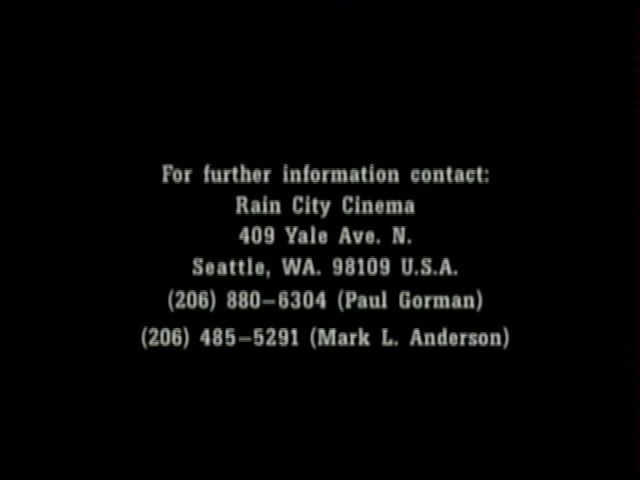 For further information contact:
Rain City Cinema
409 Yale Ave. N.
Seattle, WA. 98109 U.S.A.
(206) 880-6304 (Paul Gorman)
(206) 485-5291 (Mark L. Anderson)